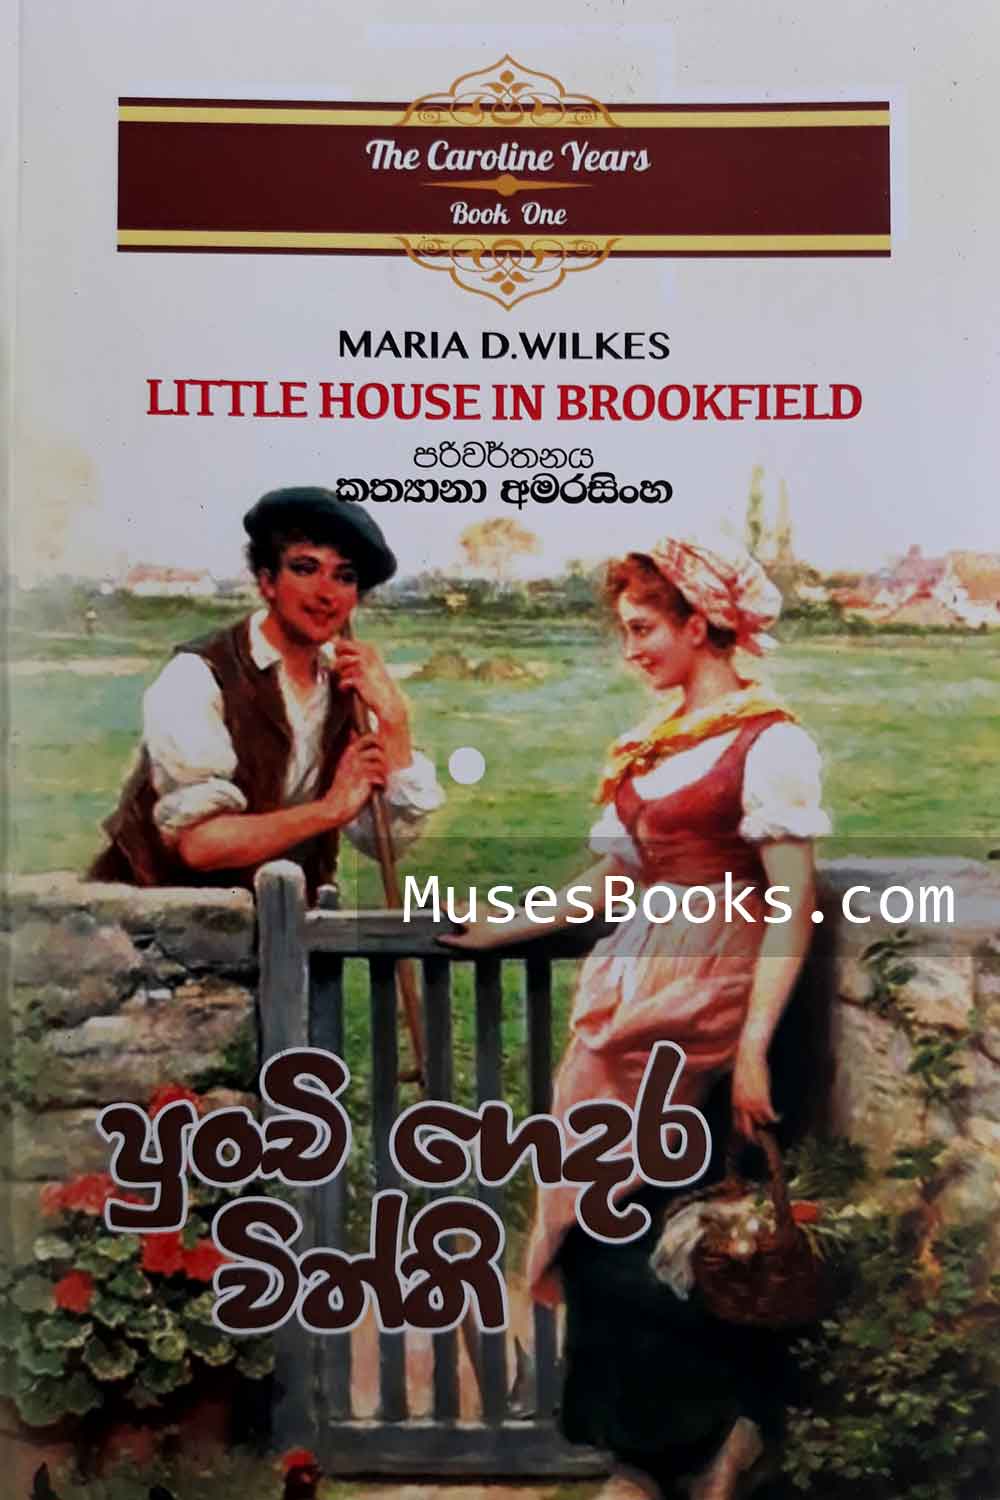 The Caroline Years
Book One
MARIA D.WILKES
LITTLE HOUSE IN BROOKFIELD
පරිවර්තනය
කත්‍යානා අමරසිංහ
MusesBooks.com
පුංචි ගෙදර
විත්ති